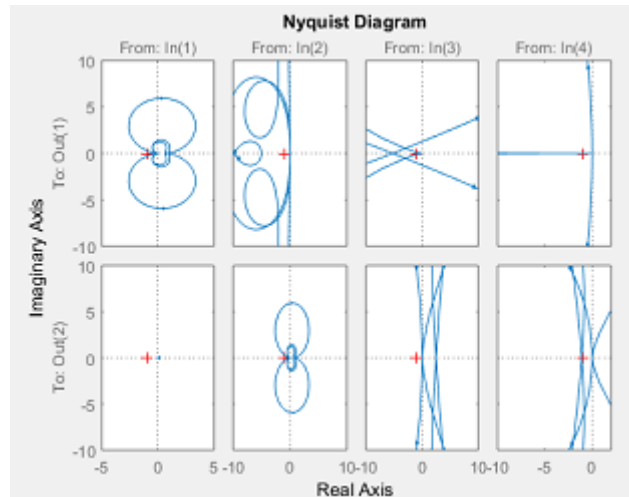 Nyquist Diagram
From: In(1) From: In(2) From: In(3) From: In(4)
10
5
0
-5
-10
To: Out(1)
Imaginary Axis
10
5
0
-5
-10
To: Out(2)
-5 0 5 -10 0 10 -10 0 10 -10 -5 0
Real Axis